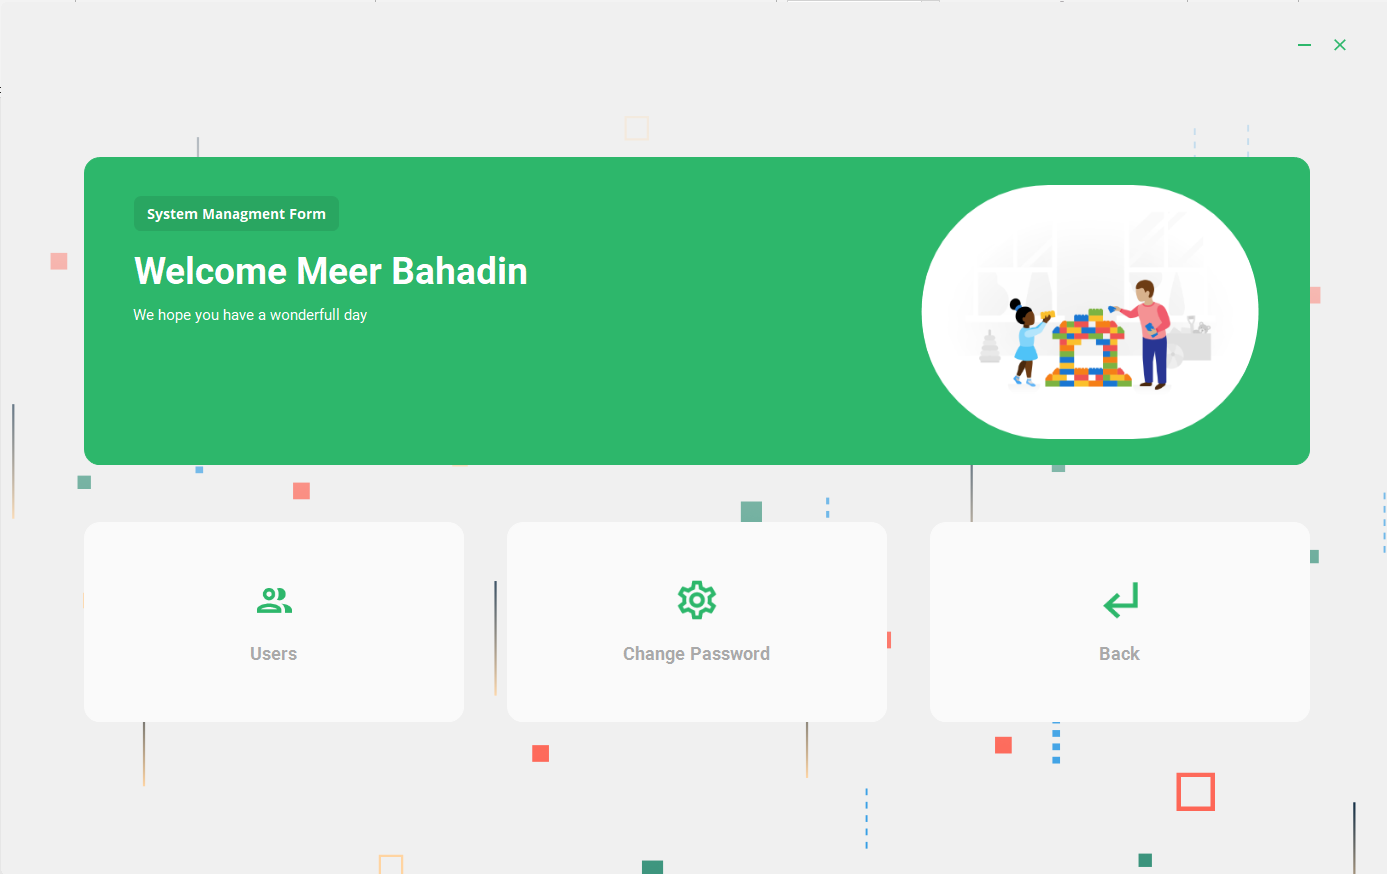 System Managment Form
Welcome Meer Bahadin
We hope you have a wonderfull day
Users
Change Password
Back